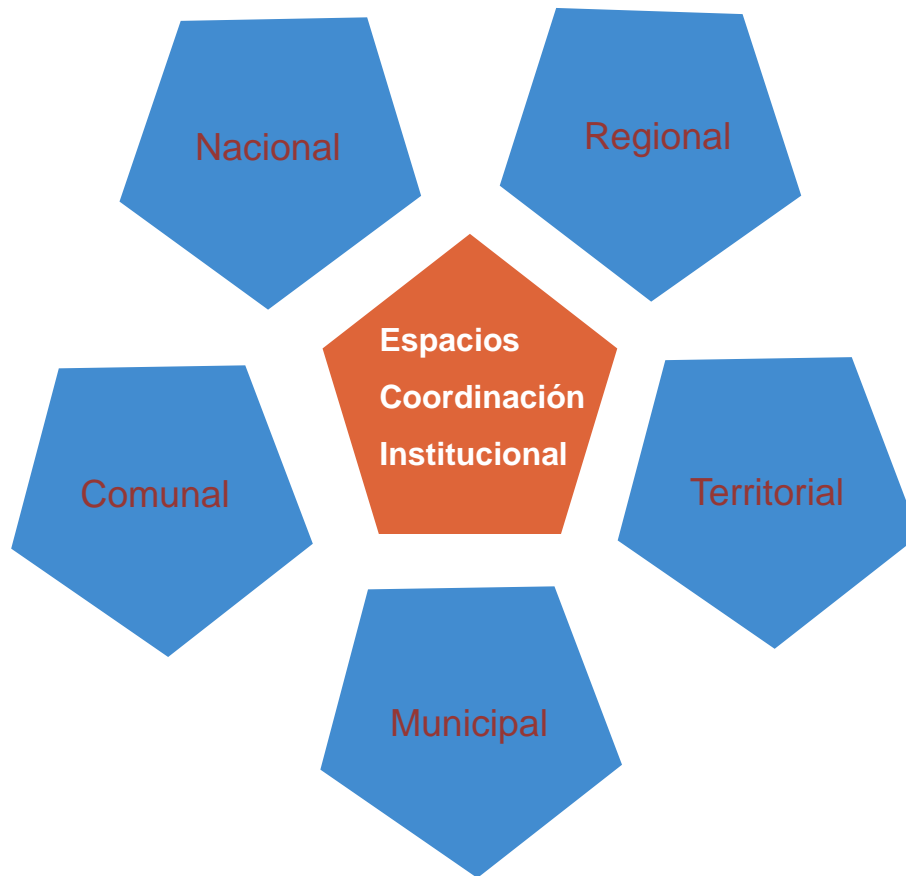 Nacional
Regional
Espacios
Coordinación
Institucional
Comunal
Territorial
Municipal